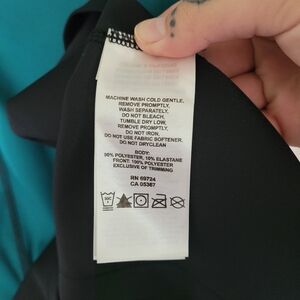 MACHINE WASH COLD GENTLE,
REMOVE PROMPTLY,
WASH SEPARATELY,
DO NOT BLEACH,
TUMBLE DRY LOW,
REMOVE PROMPTLY,
DO NOT IRON,
DO NOT USE FABRIC SOFTENER,
DO NOT DRYCLEAN
BODY:
90% POLYESTER, 10% ELASTANE
FRONT: 100% POLYESTER
EXCLUSIVE OF TRIMMING
RN 69724
CA 05367
30C